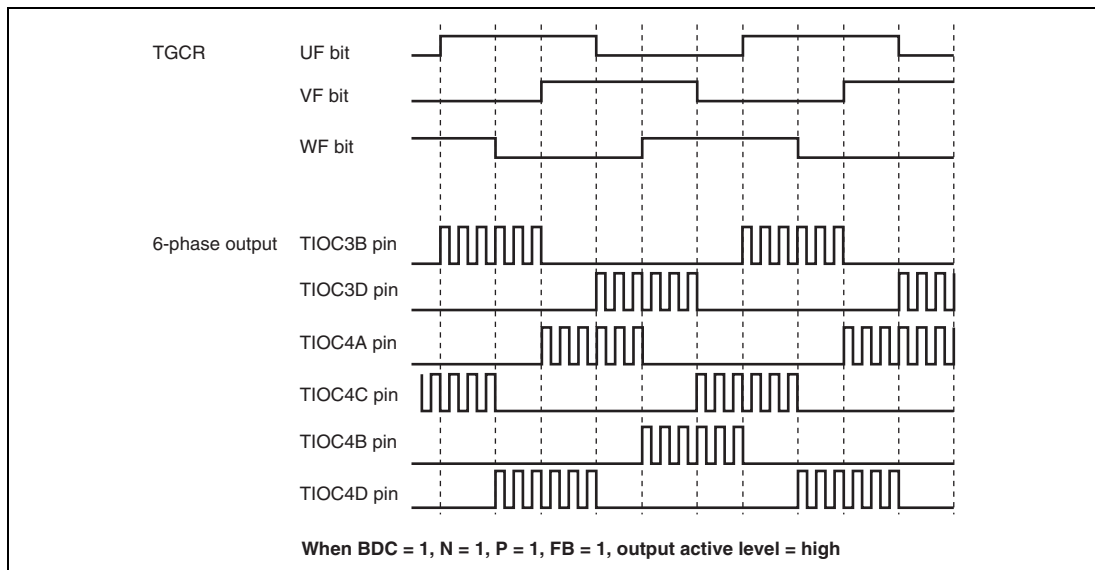 TGCR UF bit
VF bit
WF bit
6-phase output TIOC3B pin
TIOC3D pin
TIOC4A pin
TIOC4C pin
TIOC4B pin
TIOC4D pin
When BDC = 1, N = 1, P = 1, FB = 1, output active level = high